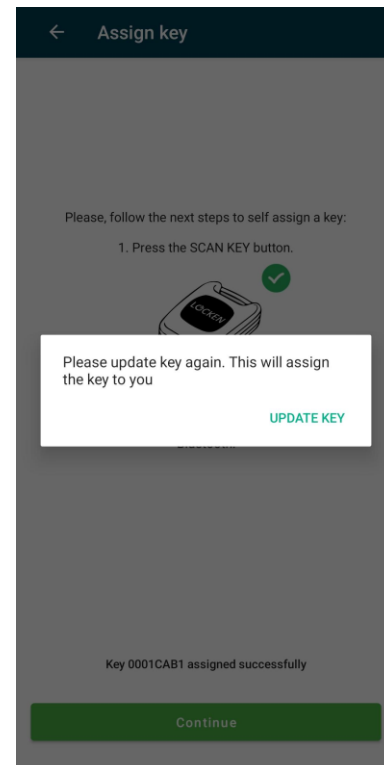 Assign key
Please, follow the next steps to self assign a key:
1. Press the SCAN KEY button.
LOCKEN
Please update key again. This will assign
the key to you
UPDATE KEY
Key 0001CAB1 assigned successfully
Continue